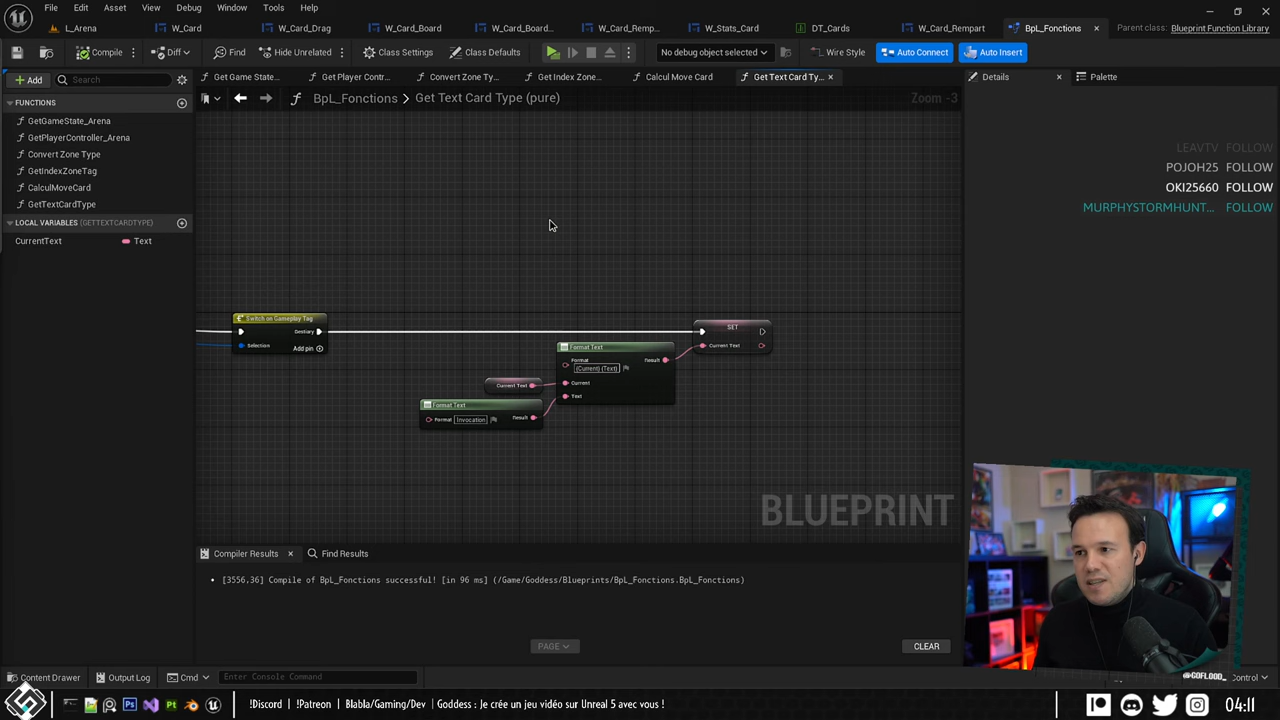 File Edit Asset View Debug Window Tools Help
L_Arena W_Card W_Card_Drag W_Card_Board W_Card_Board... W_Card_Remp... W_Stats_Card DT_Cards W_Card_Rempart BpL_Fonctions Parent class: Blueprint Function Library
Compile Diff Find Hide Unrelated Class Settings Class Defaults No debug object selected Wire Style Auto Connect Auto Insert
Add Search
Get Game State... Get Player Contr... Convert Zone Ty... Get Index Zone... Calcul Move Card Get Text Card Ty... Details Palette
BpL_Fonctions > Get Text Card Type (pure) Zoom -3
FUNCTIONS
GetGameState_Arena
GetPlayerController_Arena
Convert Zone Type
GetIndexZoneTag
CalculMoveCard
GetTextCardType
LOCAL VARIABLES (GETTEXTCARDTYPE)
CurrentText Text
LEAVTV FOLLOW
POJOH25 FOLLOW
OKI25660 FOLLOW
MURPHYSTORMHUNT... FOLLOW
Switch on Gameplay Tag
Sentiary
Selection
Add pin
SET
Current Text
Format Text
Format
{Current} {Text}
Result
Current
Text
Current Text
Format Text
Format Invocation Result
BLUEPRINT
Compiler Results Find Results
[3556,36] Compile of BpL_Fonctions successful! [in 96 ms] (/Game/Goddess/Blueprints/BpL_Fonctions.BpL_Fonctions)
PAGE CLEAR
Content Drawer Output Log Cmd Enter Console Command
@GOFLOOD_
!Discord | !Patreon | Blabla/Gaming/Dev | Goddess : Je crée un jeu vidéo sur Unreal 5 avec vous ! 04:11